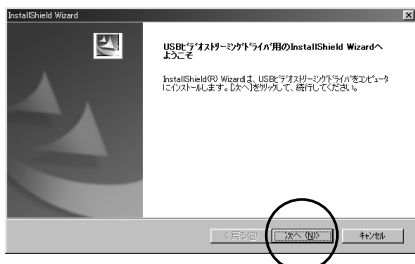 InstallShield Wizard
USBビデオストリーミングドライバ用のInstallShield Wizardへ
ようこそ
InstallShield(R) Wizardは、USBビデオストリーミングドライバをコンピュータ
にインストールします。[次へ]をクリックして、続行してください。
< 戻る(B)
次へ (N)>
キャンセル